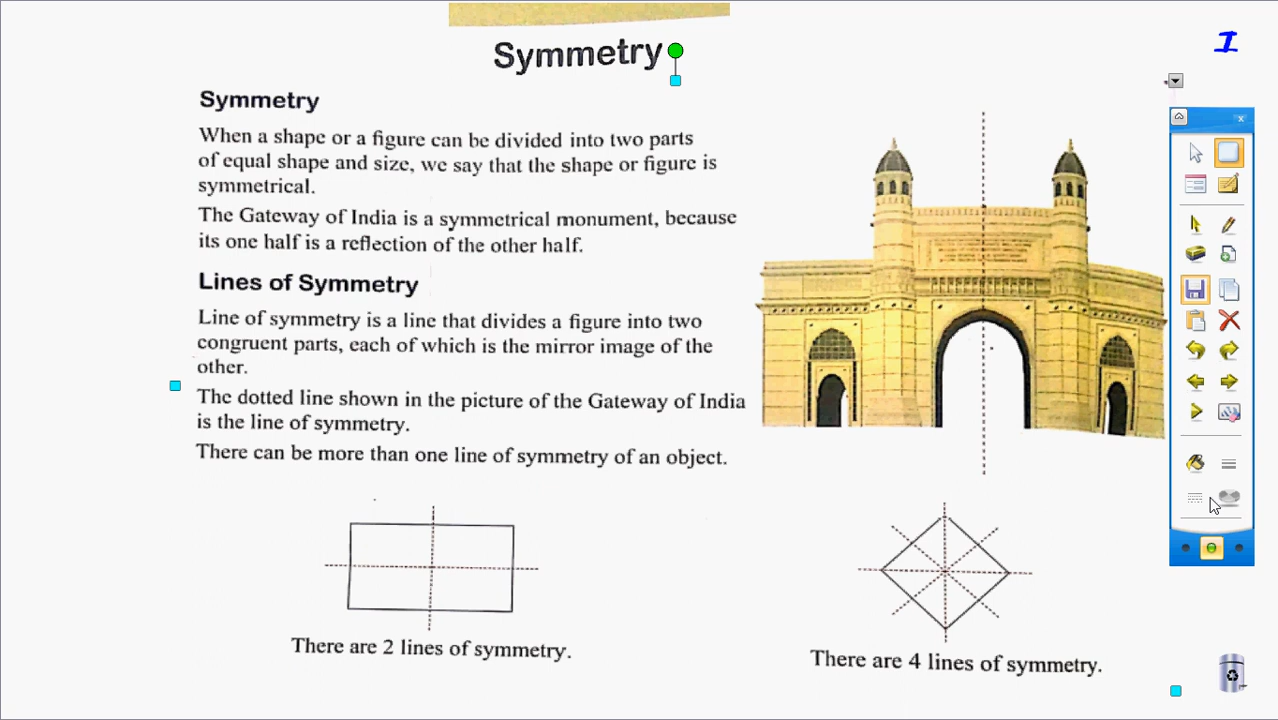 Symmetry
I
Symmetry
When a shape or a figure can be divided into two parts
of equal shape and size, we say that the shape or figure is
symmetrical.
The Gateway of India is a symmetrical monument, because
its one half is a reflection of the other half.
Lines of Symmetry
Line of symmetry is a line that divides a figure into two
congruent parts, each of which is the mirror image of the
other.
The dotted line shown in the picture of the Gateway of India
is the line of symmetry.
There can be more than one line of symmetry of an object.
There are 2 lines of symmetry.
There are 4 lines of symmetry.